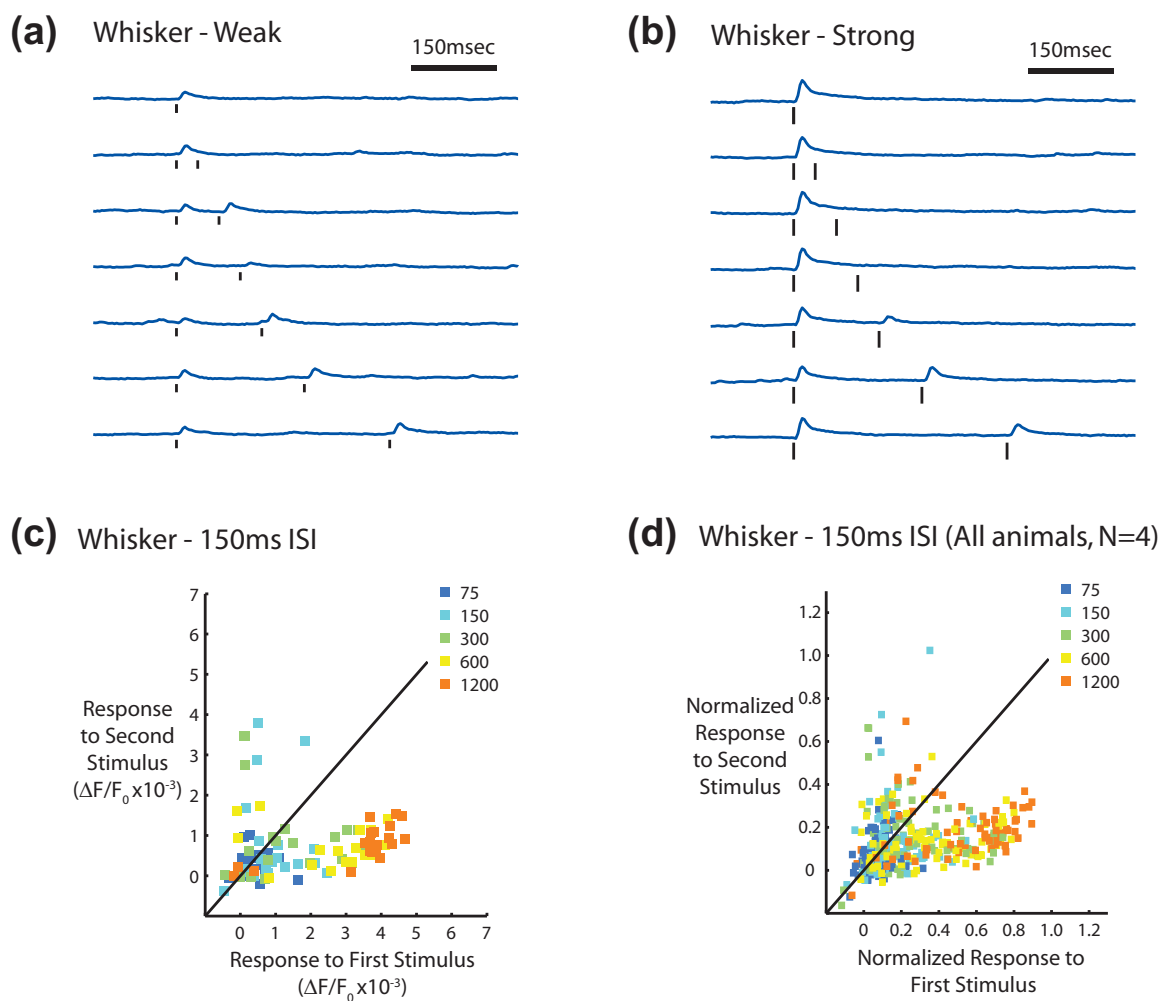 (a) Whisker - Weak
150msec
(b) Whisker - Strong
150msec
(c) Whisker - 150ms ISI
7
6
5
4
3
2
1
0
Response
to Second
Stimulus
(ΔF/F₀ x10⁻³)
75
150
300
600
1200
0 1 2 3 4 5 6 7
Response to First Stimulus
(ΔF/F₀ x10⁻³)
(d) Whisker - 150ms ISI (All animals, N=4)
1.2
1.0
0.8
0.6
0.4
0.2
0
Normalized
Response
to Second
Stimulus
75
150
300
600
1200
0 0.2 0.4 0.6 0.8 1.0 1.2
Normalized Response to
First Stimulus